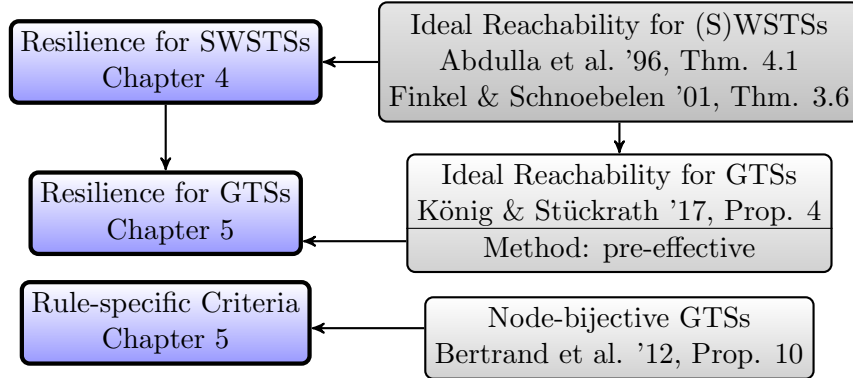 Resilience for SWSTSs
Chapter 4
Ideal Reachability for (S)WSTSs
Abdulla et al. '96, Thm. 4.1
Finkel & Schnoebelen '01, Thm. 3.6
Resilience for GTSs
Chapter 5
Ideal Reachability for GTSs
König & Stückrath '17, Prop. 4
Method: pre-effective
Rule-specific Criteria
Chapter 5
Node-bijective GTSs
Bertrand et al. '12, Prop. 10